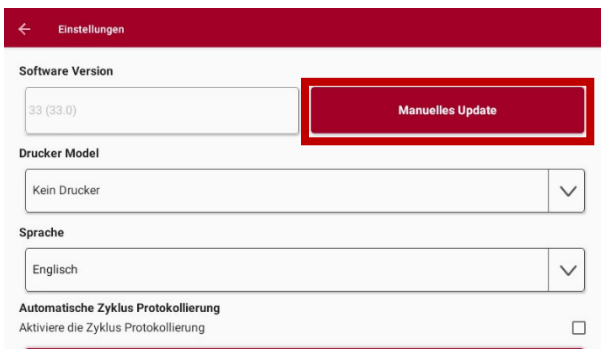 Einstellungen
Software Version
33 (33.0)
Manuelles Update
Drucker Model
Kein Drucker
Sprache
Englisch
Automatische Zyklus Protokollierung
Aktiviere die Zyklus Protokollierung